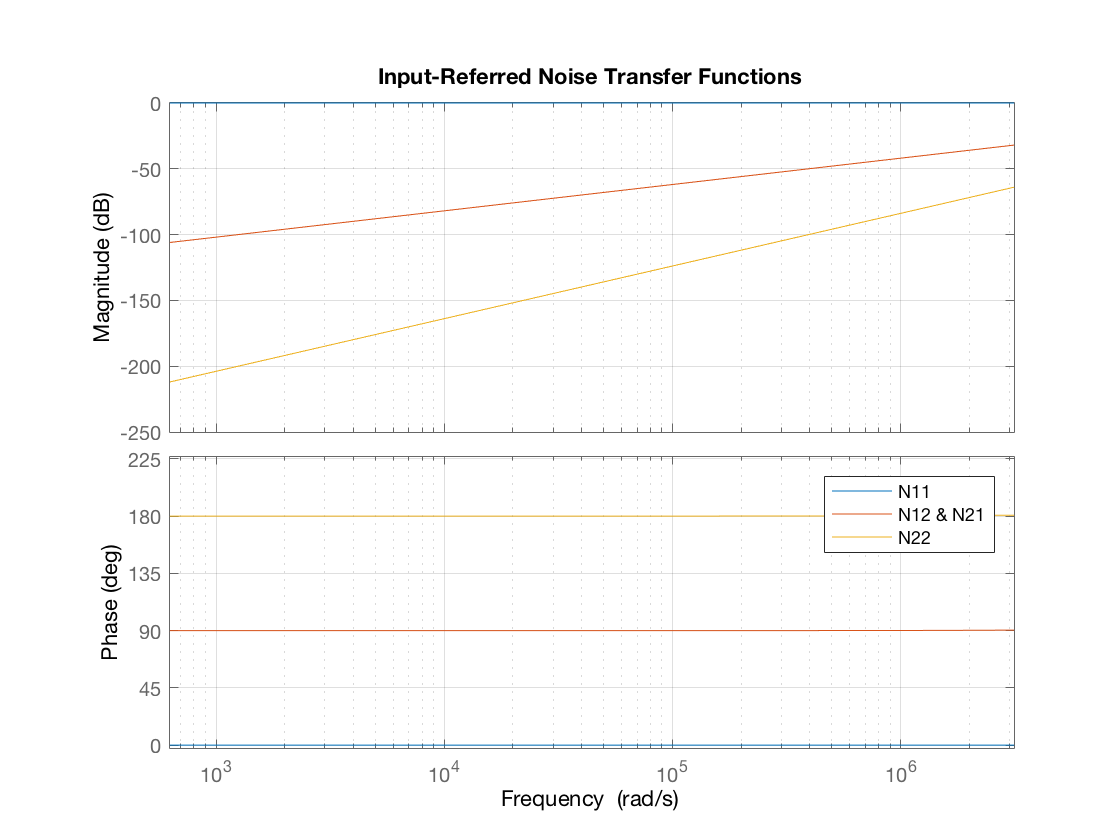 Input-Referred Noise Transfer Functions
Magnitude (dB)
0
-50
-100
-150
-200
-250
Phase (deg)
225
180
135
90
45
0
N11
N12 & N21
N22
10^3
10^4
10^5
10^6
Frequency (rad/s)